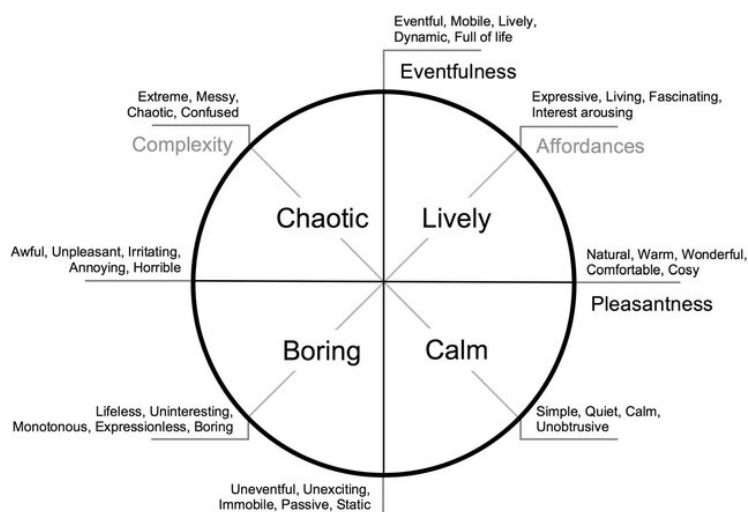 Eventful, Mobile, Lively,
Dynamic, Full of life
Eventfulness
Extreme, Messy,
Chaotic, Confused
Complexity
Expressive, Living, Fascinating,
Interest arousing
Affordances
Chaotic
Lively
Awful, Unpleasant, Irritating,
Annoying, Horrible
Natural, Warm, Wonderful,
Comfortable, Cosy
Pleasantness
Boring
Calm
Lifeless, Uninteresting,
Monotonous, Expressionless, Boring
Simple, Quiet, Calm,
Unobtrusive
Uneventful, Unexciting,
Immobile, Passive, Static